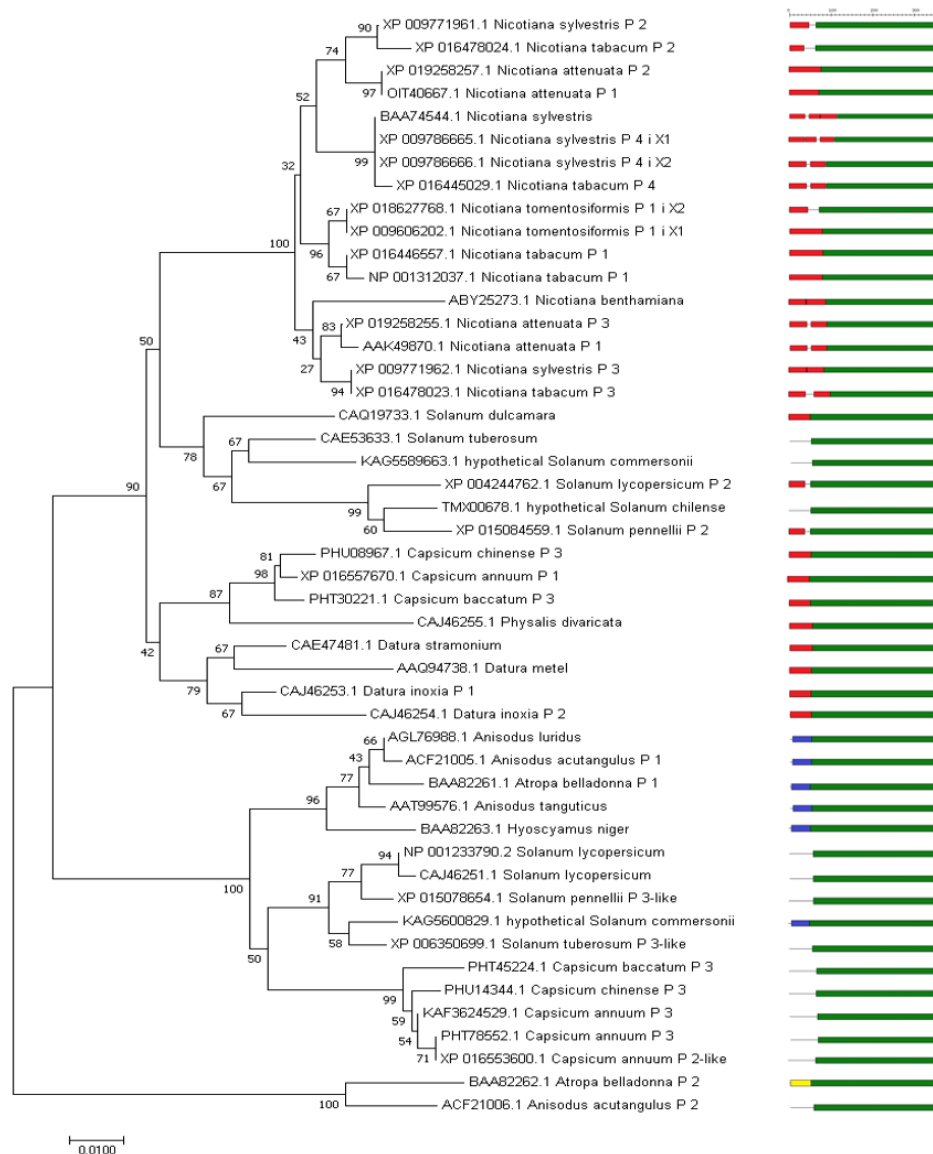 0 100 200 300
90 XP 009771961.1 Nicotiana sylvestris P 2
74 XP 016478024.1 Nicotiana tabacum P 2
XP 019258257.1 Nicotiana attenuata P 2
97 OIT40667.1 Nicotiana attenuata P 1
52
BAA74544.1 Nicotiana sylvestris
XP 009786665.1 Nicotiana sylvestris P 4 i X1
99 XP 009786666.1 Nicotiana sylvestris P 4 i X2
32
XP 016445029.1 Nicotiana tabacum P 4
67 XP 018627768.1 Nicotiana tomentosiformis P 1 i X2
XP 009606202.1 Nicotiana tomentosiformis P 1 i X1
100 96 XP 016446557.1 Nicotiana tabacum P 1
67 NP 001312037.1 Nicotiana tabacum P 1
ABY25273.1 Nicotiana benthamiana
83 XP 019258255.1 Nicotiana attenuata P 3
50 43 AAK49870.1 Nicotiana attenuata P 1
27 XP 009771962.1 Nicotiana sylvestris P 3
94 XP 016478023.1 Nicotiana tabacum P 3
CAQ19733.1 Solanum dulcamara
67 CAE53633.1 Solanum tuberosum
78 KAG5589663.1 hypothetical Solanum commersonii
67 XP 004244762.1 Solanum lycopersicum P 2
90 99 TMX00678.1 hypothetical Solanum chilense
60 XP 015084559.1 Solanum pennellii P 2
81 PHU08967.1 Capsicum chinense P 3
98 XP 016557670.1 Capsicum annuum P 1
87 PHT30221.1 Capsicum baccatum P 3
CAJ46255.1 Physalis divaricata
42
67 CAE47481.1 Datura stramonium
AAQ94738.1 Datura metel
79 CAJ46253.1 Datura inoxia P 1
67 CAJ46254.1 Datura inoxia P 2
66 AGL76988.1 Anisodus luridus
43 ACF21005.1 Anisodus acutangulus P 1
77 BAA82261.1 Atropa belladonna P 1
96 AAT99576.1 Anisodus tanguticus
BAA82263.1 Hyoscyamus niger
94 NP 001233790.2 Solanum lycopersicum
77 CAJ46251.1 Solanum lycopersicum
100 91 XP 015078654.1 Solanum pennellii P 3-like
KAG5600829.1 hypothetical Solanum commersonii
58 XP 006350699.1 Solanum tuberosum P 3-like
50
PHT45224.1 Capsicum baccatum P 3
99 PHU14344.1 Capsicum chinense P 3
59 KAF3624529.1 Capsicum annuum P 3
54 PHT78552.1 Capsicum annuum P 3
71 XP 016553600.1 Capsicum annuum P 2-like
BAA82262.1 Atropa belladonna P 2
100 ACF21006.1 Anisodus acutangulus P 2
0.0100